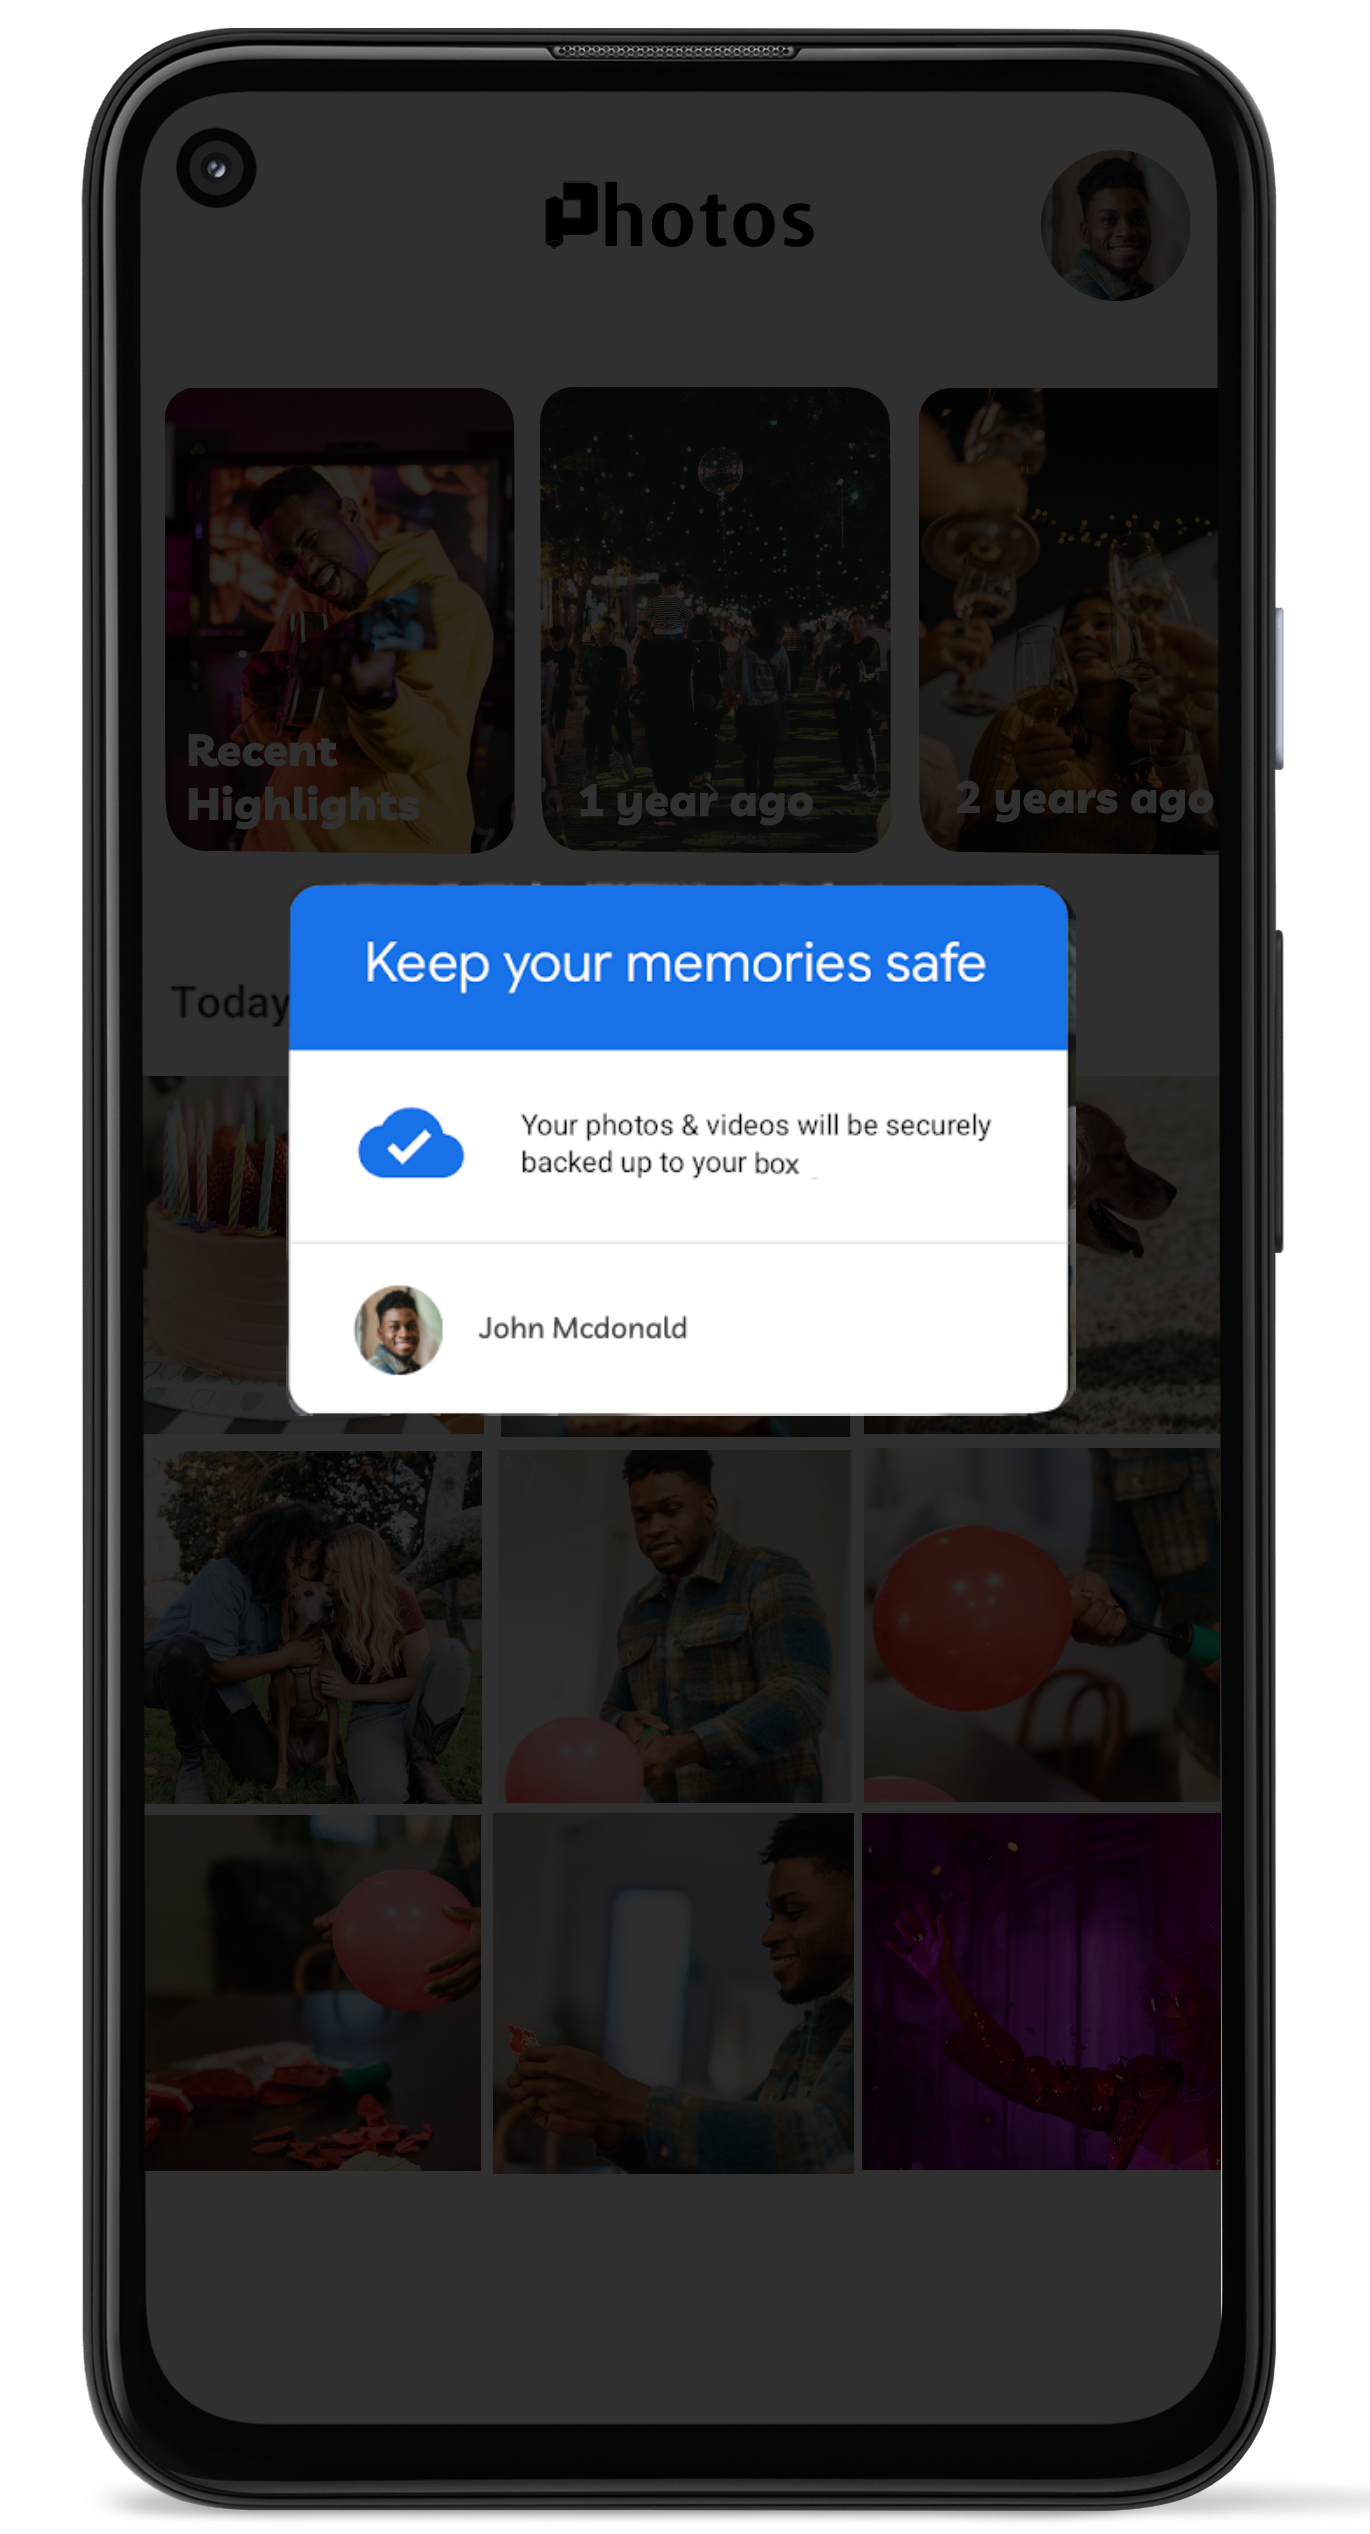 Photos
Recent
Highlights
1 year ago
2 years ago
Today
Keep your memories safe
Your photos & videos will be securely
backed up to your box
John Mcdonald